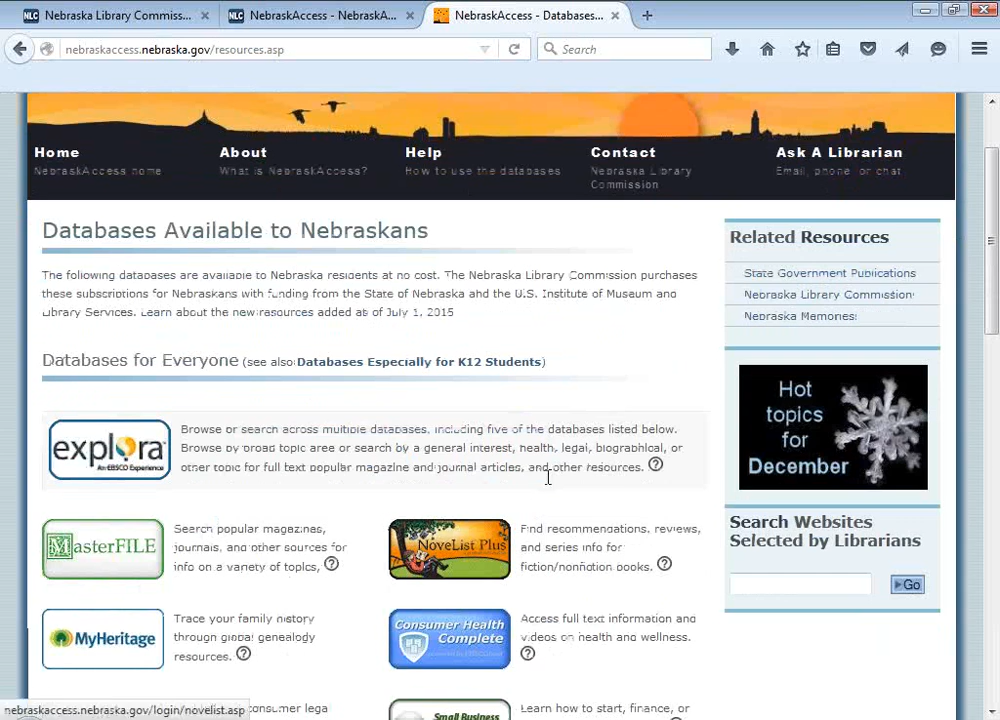 Nebraska Library Commiss...
NebraskAccess - NebraskA...
NebraskAccess - Databases...
nebraskaccess.nebraska.gov/resources.asp
Search
Home
About
Help
Contact
Ask A Librarian
NebraskAccess home
What is NebraskAccess?
How to use the databases
Nebraska Library
Commission
Email, phone or chat
Databases Available to Nebraskans
The following databases are available to Nebraska residents at no cost. The Nebraska Library Commission purchases
these subscriptions for Nebraskans with funding from the State of Nebraska and the U.S. Institute of Museum and
Library Services. Learn about the new resources added as of July 1, 2015
Databases for Everyone (see also Databases Especially for K12 Students)
explora
An EBSCO Experience
Browse or search across multiple databases, including five of the databases listed below.
Browse by broad topic area or search by a general interest, health, legal, biographical, or
other topic for full text popular magazine and journal articles, and other resources.
MasterFILE
Search popular magazines,
journals, and other sources for
info on a variety of topics.
NoveList Plus
Find recommendations, reviews,
and series info for
fiction/nonfiction books.
MyHeritage
Trace your family history
through global genealogy
resources.
Consumer Health
Complete
Access full text information and
videos on health and wellness.
consumer lega
Small Business
Learn how to start, finance, or
Related Resources
State Government Publications
Nebraska Library Commission
Nebraska Memories
Hot
topics
for
December
Search Websites
Selected by Librarians
Go
nebraskaccess.nebraska.gov/login/novelist.asp